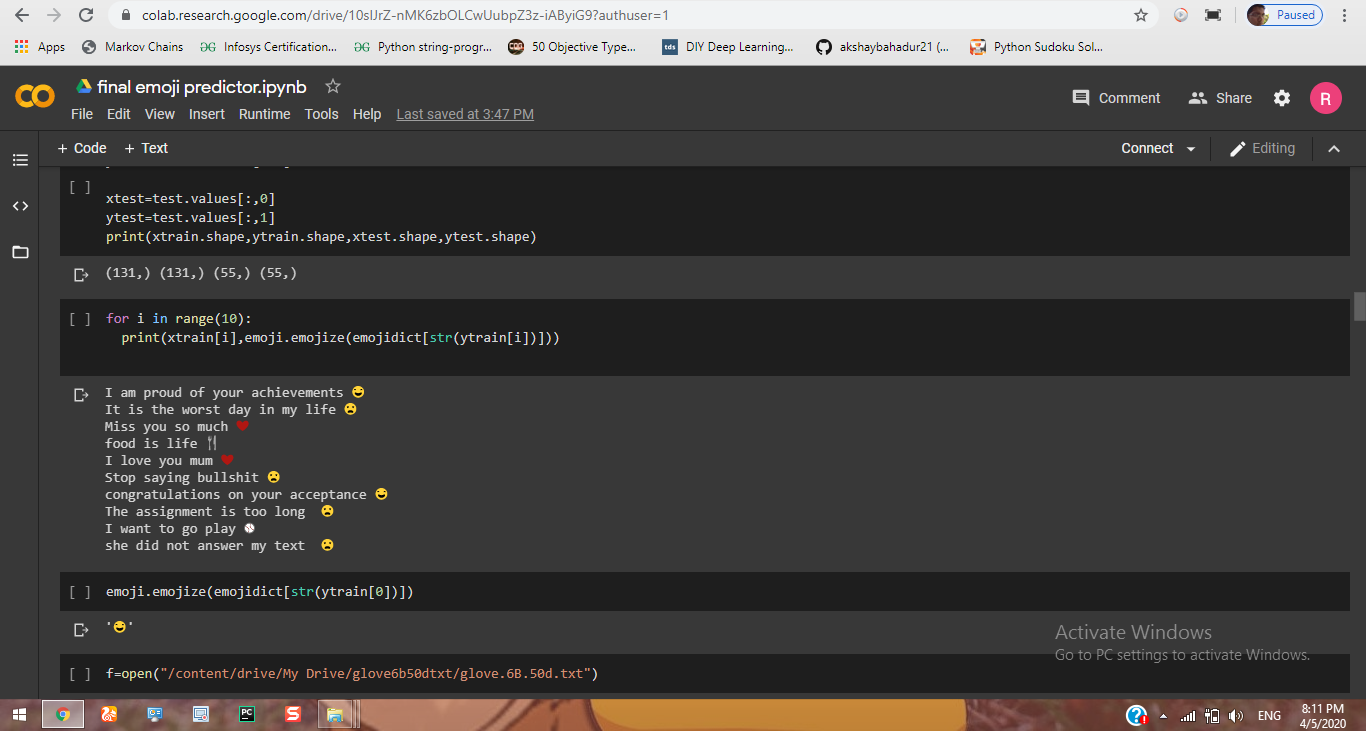 colab.research.google.com/drive/10sIJrZ-nMK6zbOLCwUubpZ3z-iAByiG9?authuser=1
Paused
Apps
Markov Chains
Infosys Certification...
Python string-progr...
50 Objective Type...
tds
DIY Deep Learning...
akshaybahadur21 (...
Python Sudoku Sol...
final emoji predictor.ipynb
File Edit View Insert Runtime Tools Help Last saved at 3:47 PM
Comment
Share
R
+ Code + Text
Connect
Editing
[ ]
xtest=test.values[:,0]
ytest=test.values[:,1]
print(xtrain.shape,ytrain.shape,xtest.shape,ytest.shape)
(131,) (131,) (55,) (55,)
[ ] for i in range(10):
print(xtrain[i],emoji.emojize(emojidict[str(ytrain[i])]))
I am proud of your achievements 😄
It is the worst day in my life 😦
Miss you so much ❤
food is life 🍴
I love you mum ❤
Stop saying bullshit 😦
congratulations on your acceptance 😄
The assignment is too long 😦
I want to go play ⚾
she did not answer my text 😦
[ ] emoji.emojize(emojidict[str(ytrain[0])])
'😄'
[ ] f=open("/content/drive/My Drive/glove6b50dtxt/glove.6B.50d.txt")
Activate Windows
Go to PC settings to activate Windows.
PC
S
ENG
8:11 PM
4/5/2020